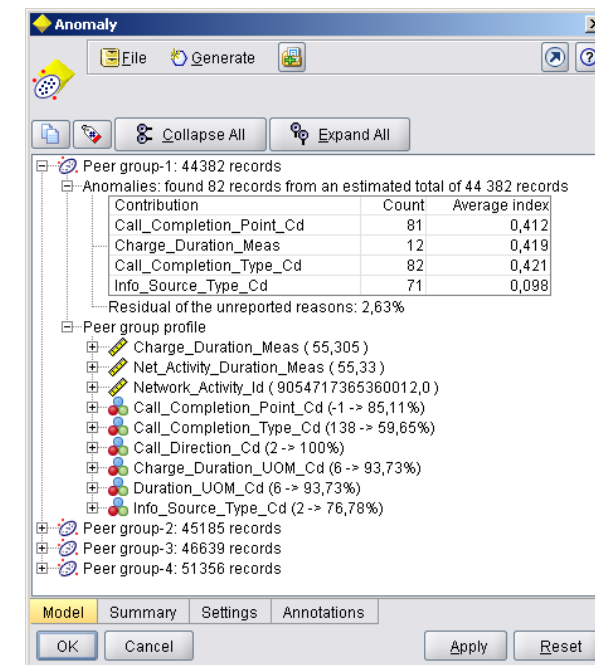 Anomaly
File Generate
Collapse All Expand All
Peer group-1: 44382 records
Anomalies: found 82 records from an estimated total of 44 382 records
Contribution Count Average index
Call_Completion_Point_Cd 81 0,412
Charge_Duration_Meas 12 0,419
Call_Completion_Type_Cd 82 0,421
Info_Source_Type_Cd 71 0,098
Residual of the unreported reasons: 2,63%
Peer group profile
Charge_Duration_Meas ( 55,305 )
Net_Activity_Duration_Meas ( 55,33 )
Network_Activity_Id ( 9054717365360012,0 )
Call_Completion_Point_Cd (-1 -> 85,11%)
Call_Completion_Type_Cd (138 -> 59,65%)
Call_Direction_Cd (2 -> 100%)
Charge_Duration_UOM_Cd (6 -> 93,73%)
Duration_UOM_Cd (6 -> 93,73%)
Info_Source_Type_Cd (2 -> 76,78%)
Peer group-2: 45185 records
Peer group-3: 46639 records
Peer group-4: 51356 records
Model Summary Settings Annotations
OK Cancel Apply Reset